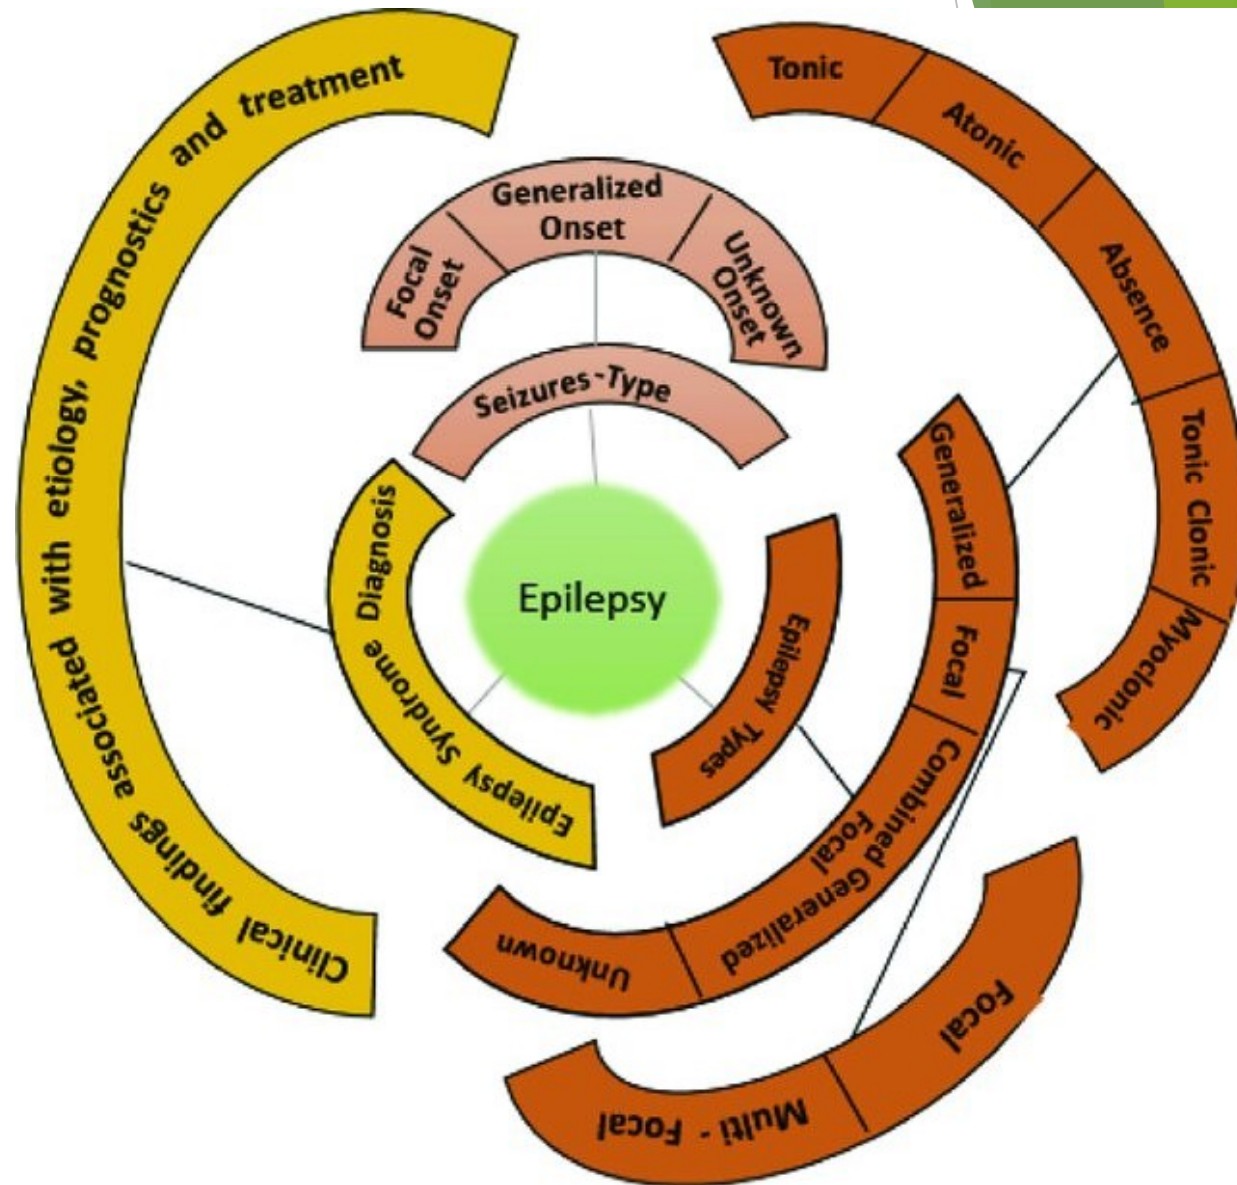 Clinical findings associated with etiology, prognostics and treatment
Tonic
Atonic
Absence
Tonic Clonic
Myoclonic
Focal
Onset
Generalized
Onset
Unknown
Onset
Seizures-Type
Epilepsy Syndrome Diagnosis
Epilepsy
Epilepsy Types
Generalized
Focal
Combined Generalized
Focal
Unknown
Focal
Multi - Focal